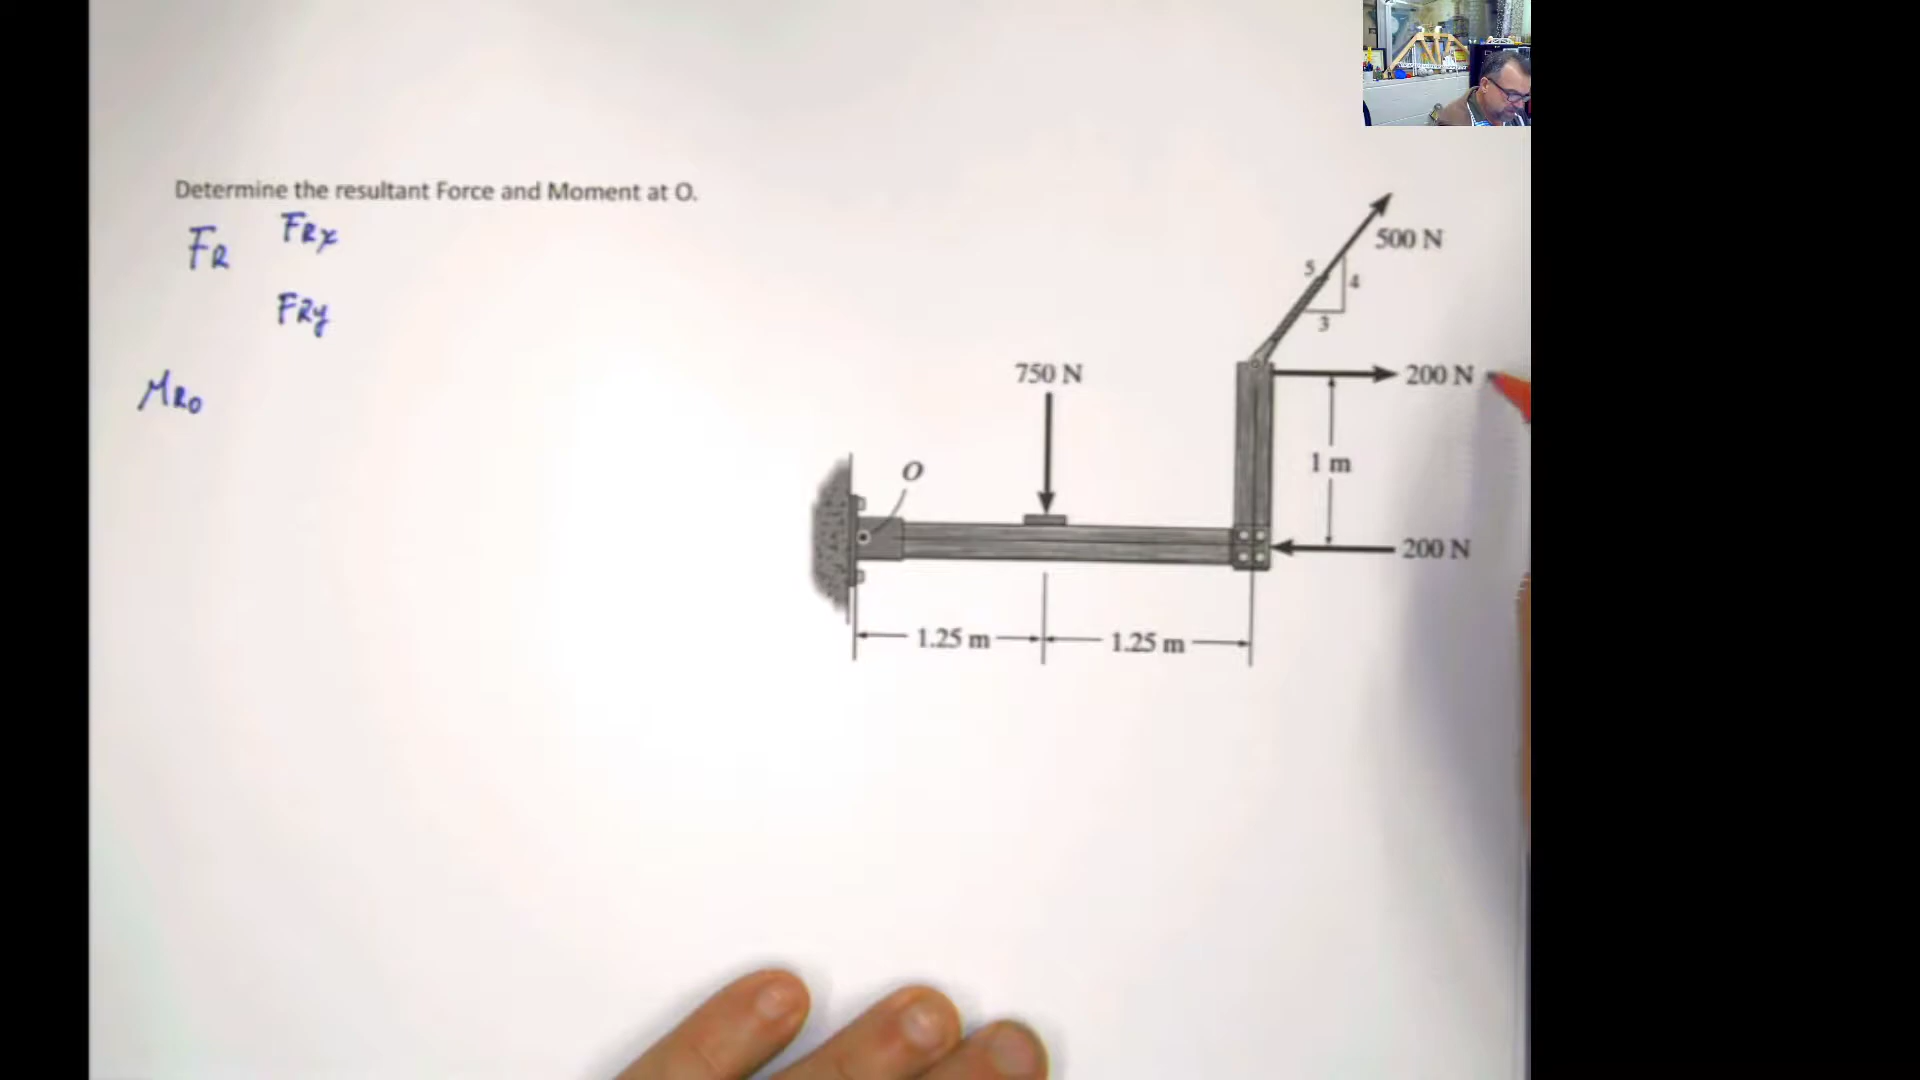 Determine the resultant Force and Moment at O.
FR FRx
FRy
MRO
500 N
5
4
3
750 N
200 N
O
1 m
200 N
1.25 m
1.25 m